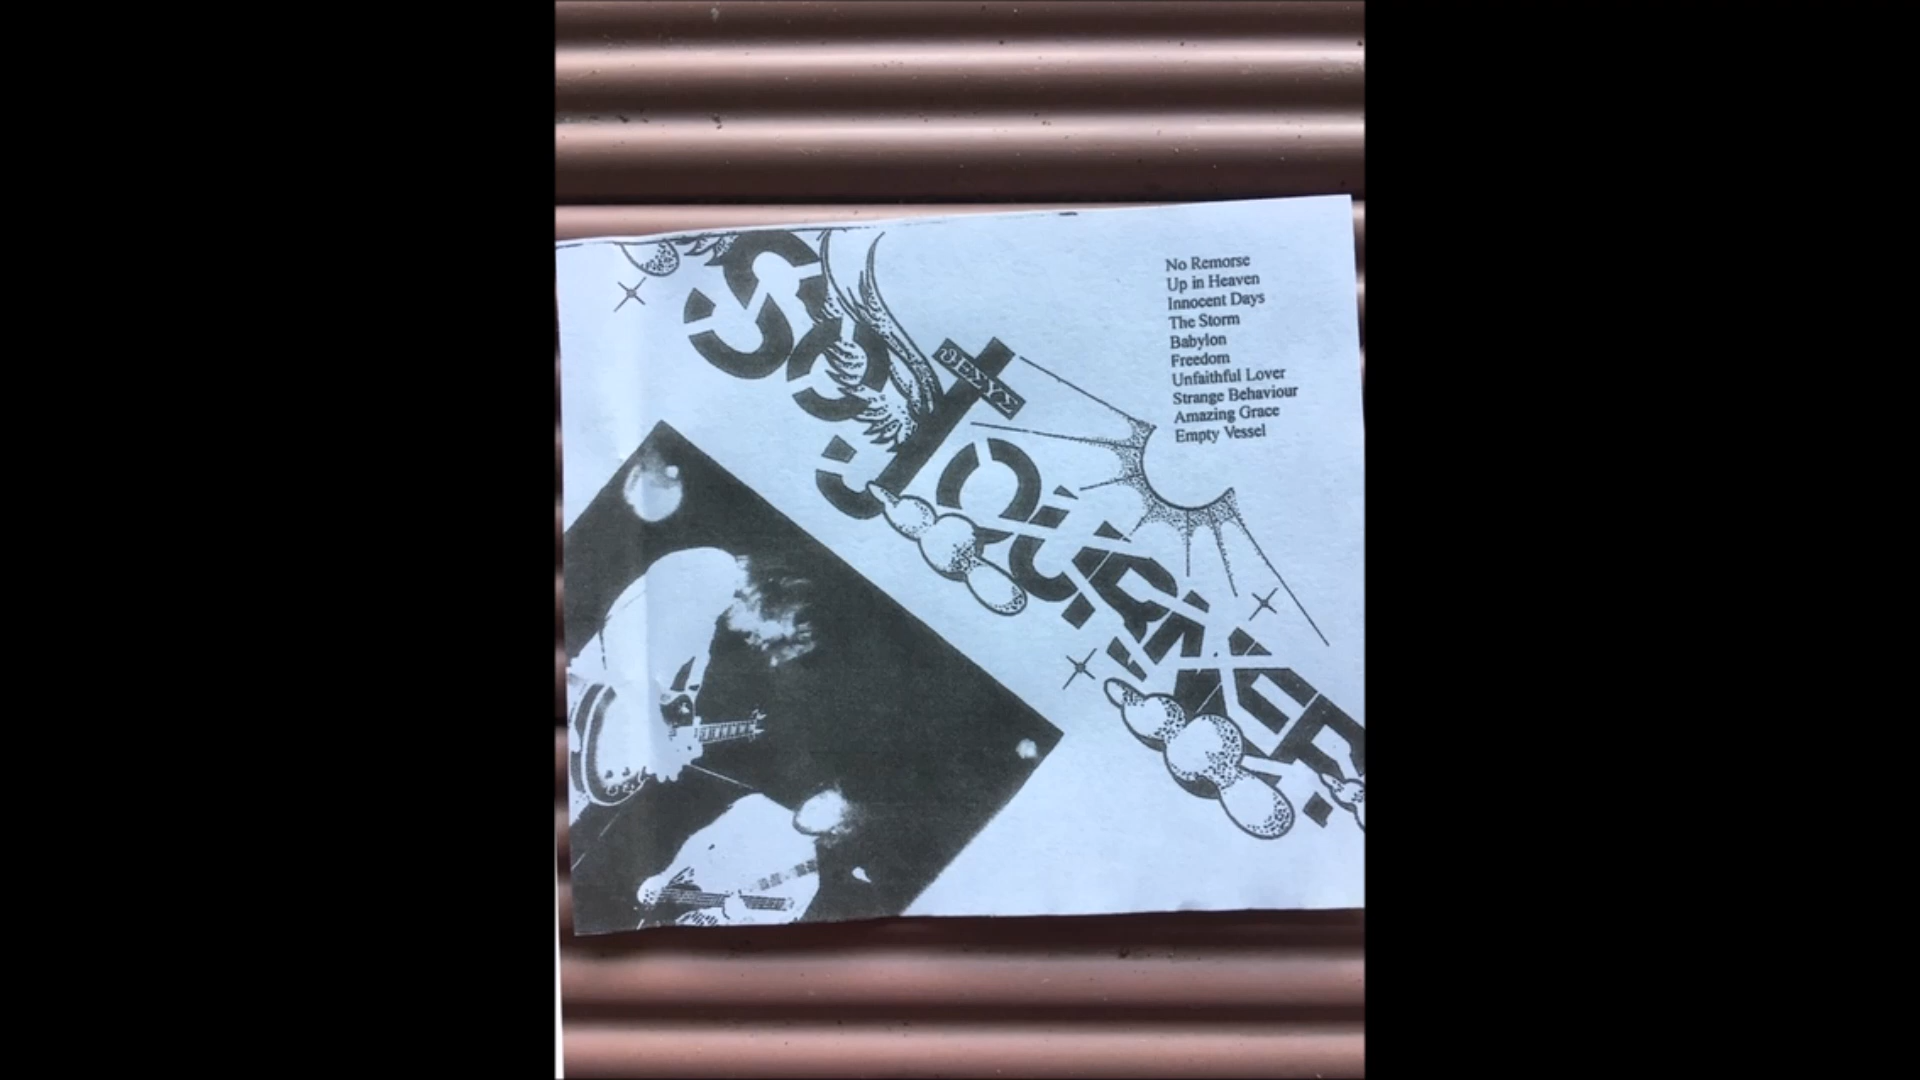 SOJOURNER
ϑΕΣΥΣ
No Remorse
Up in Heaven
Innocent Days
The Storm
Babylon
Freedom
Unfaithful Lover
Strange Behaviour
Amazing Grace
Empty Vessel